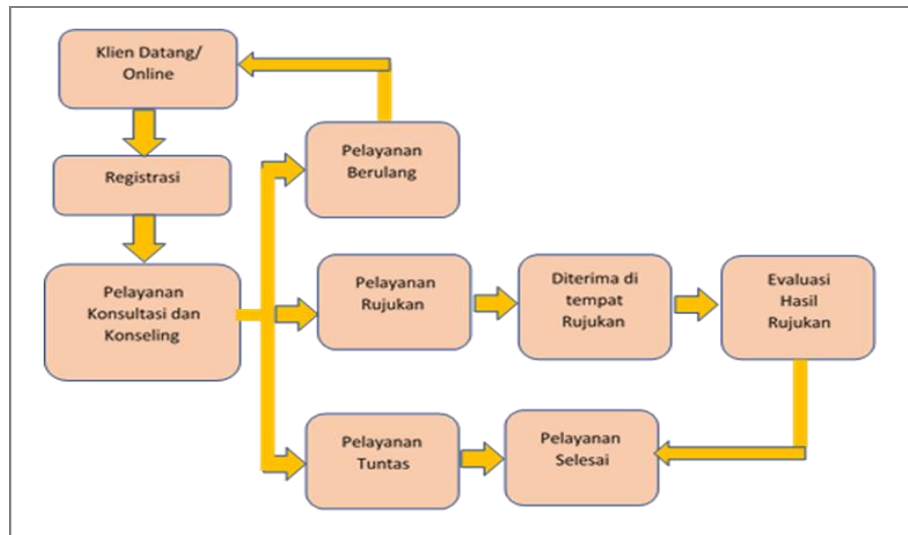 Klien Datang/
Online
Registrasi
Pelayanan
Konsultasi dan
Konseling
Pelayanan
Berulang
Pelayanan
Rujukan
Diterima di
tempat
Rujukan
Evaluasi
Hasil
Rujukan
Pelayanan
Tuntas
Pelayanan
Selesai